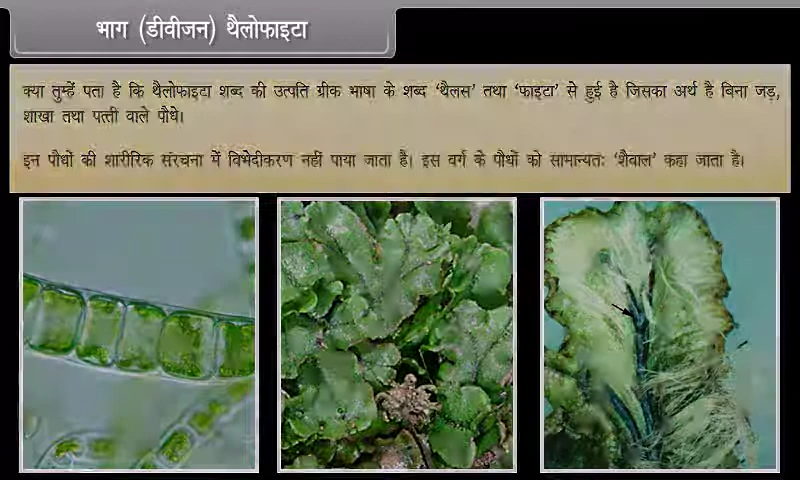 भाग (डीवीजन) थैलोफाइटा
क्या तुम्हें पता है कि थैलोफाइटा शब्द की उत्पति ग्रीक भाषा के शब्द ‘थैलस’ तथा ‘फाइटा’ से हुई है जिसका अर्थ है बिना जड़,
शाखा तथा पत्ती वाले पौधे।
इन पौधों की शारीरिक संरचना में विभेदीकरण नहीं पाया जाता है। इस वर्ग के पौधों को सामान्यतः ‘शैवाल’ कहा जाता है।